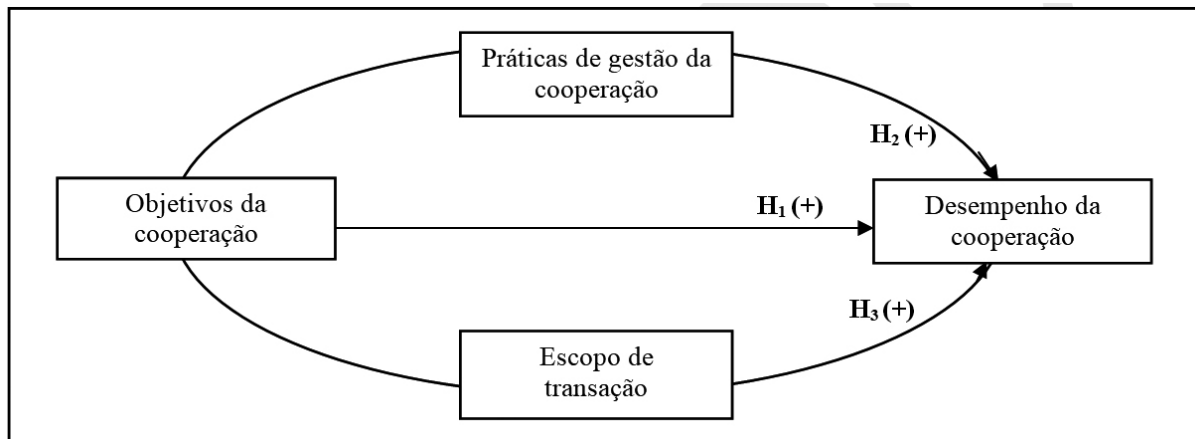 Práticas de gestão da
cooperação
H₂ (+)
Objetivos da
cooperação
H₁ (+)
Desempenho da
cooperação
H₃ (+)
Escopo de
transação